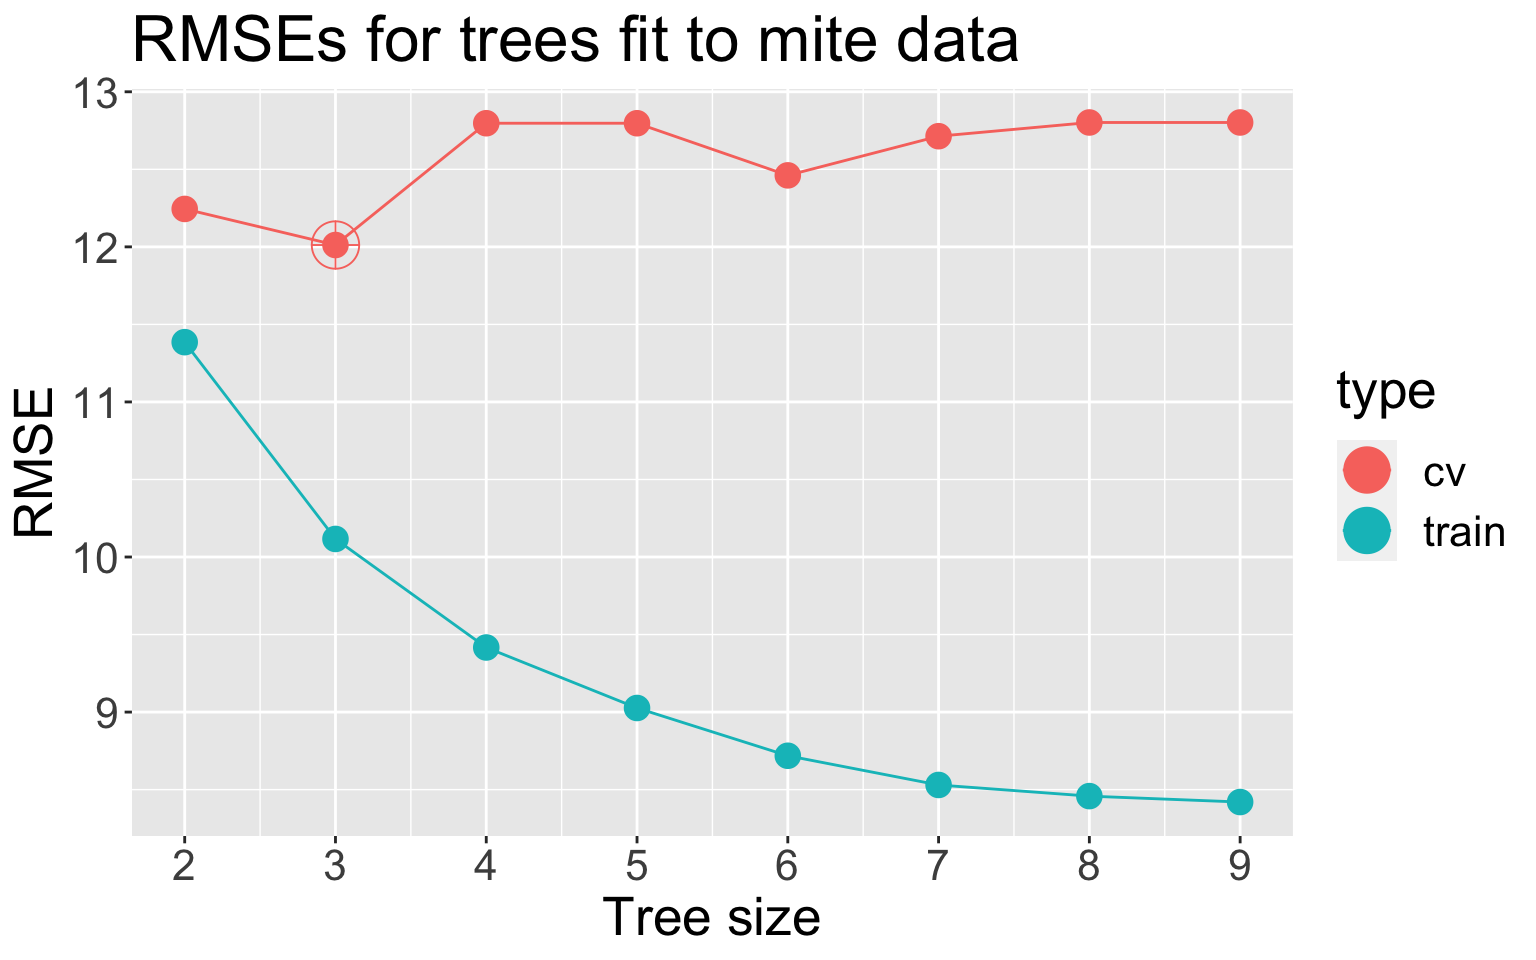 RMSEs for trees fit to mite data
13
12
11
10
9
RMSE
2 3 4 5 6 7 8 9
Tree size
type
cv
train